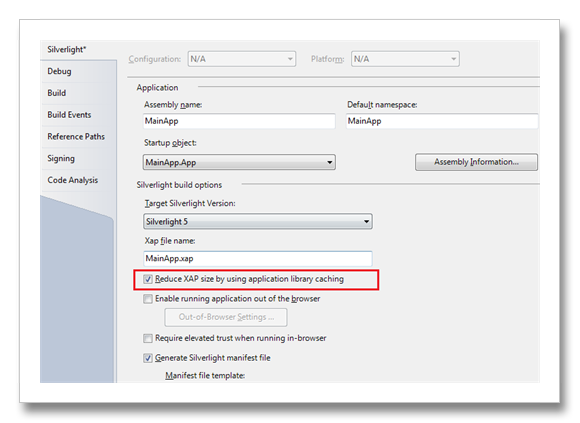 Silverlight*
Debug
Build
Build Events
Reference Paths
Signing
Code Analysis
Configuration: N/A Platform: N/A
Application
Assembly name: Default namespace:
MainApp MainApp
Startup object:
MainApp.App Assembly Information...
Silverlight build options
Target Silverlight Version:
Silverlight 5
Xap file name:
MainApp.xap
Reduce XAP size by using application library caching
Enable running application out of the browser
Out-of-Browser Settings ...
Require elevated trust when running in-browser
Generate Silverlight manifest file
Manifest file template: